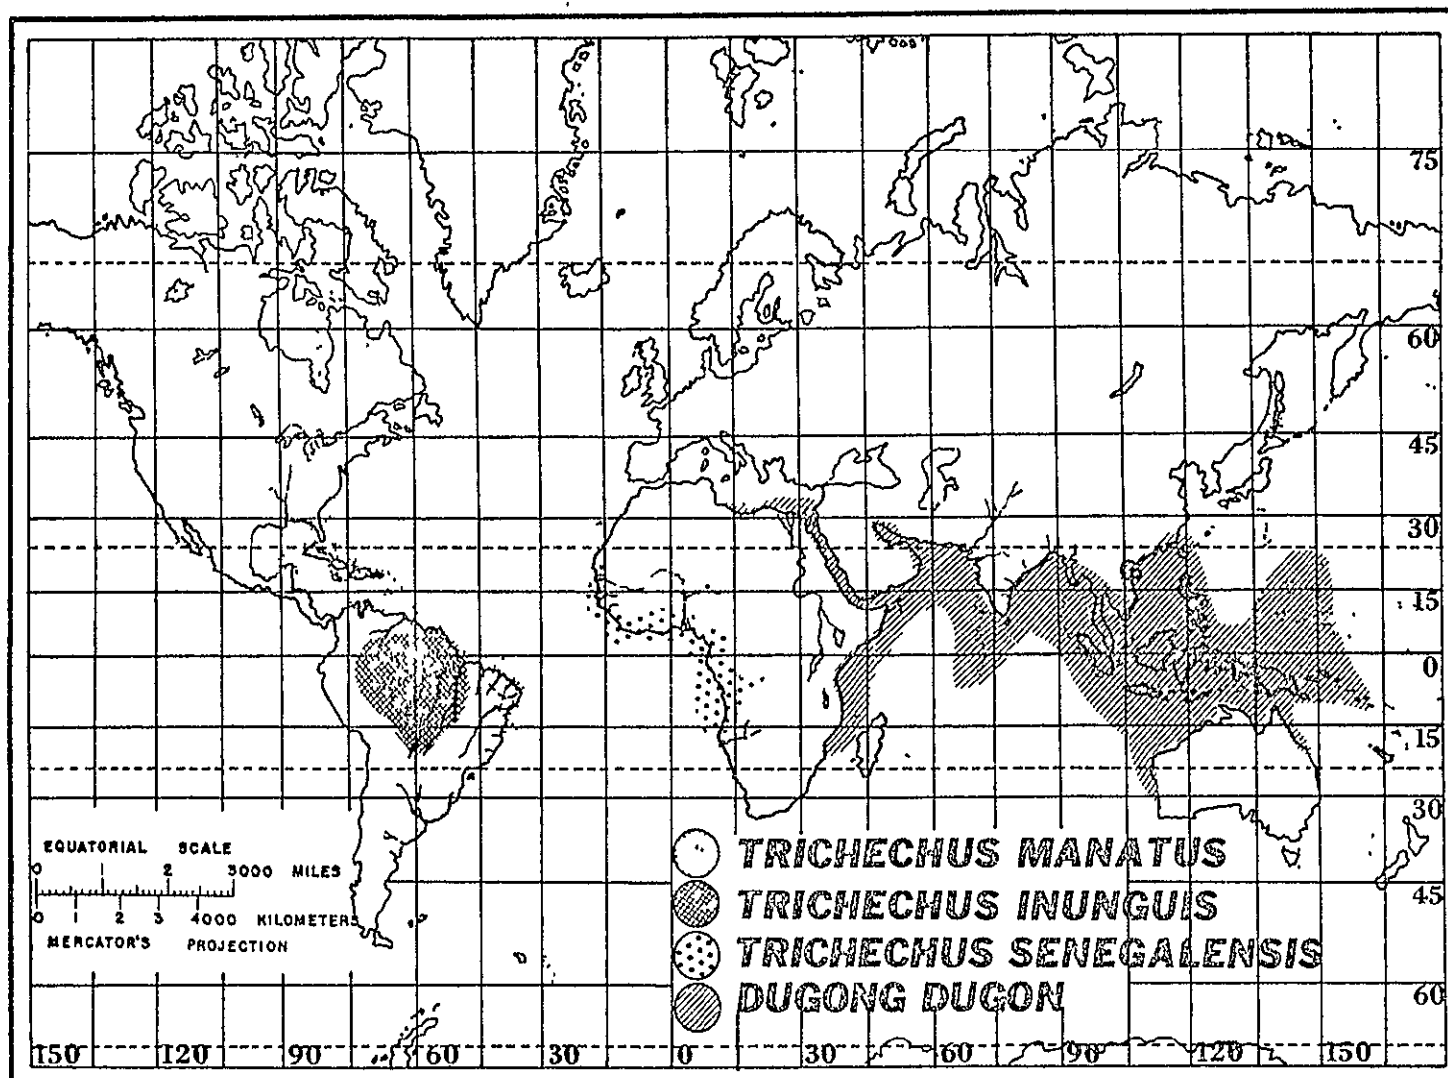 75
60
45
30
15
0
15
30
45
60
EQUATORIAL SCALE
0 1 2 3000 MILES
0 1 2 3 4000 KILOMETERS
MERCATOR'S PROJECTION
TRICHECHUS MANATUS
TRICHECHUS INUNGUIS
TRICHECHUS SENEGALENSIS
DUGONG DUGON
150 120 90 60 30 0 30 60 90 120 150